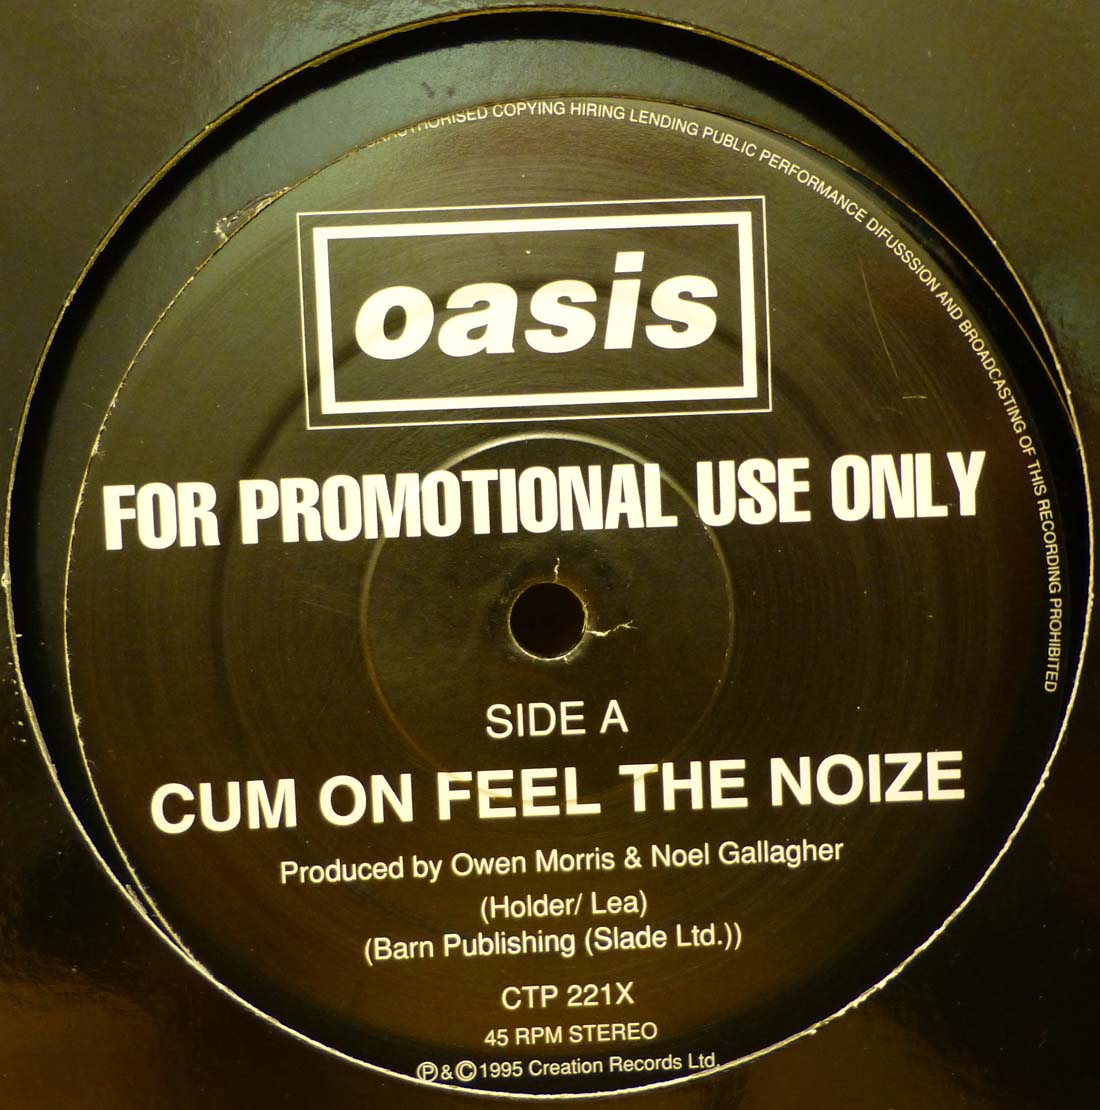 UNAUTHORISED COPYING HIRING LENDING PUBLIC PERFORMANCE DIFUSSSION AND BROADCASTING OF THIS RECORDING PROHIBITED
oasis
FOR PROMOTIONAL USE ONLY
SIDE A
CUM ON FEEL THE NOIZE
Produced by Owen Morris & Noel Gallagher
(Holder/ Lea)
(Barn Publishing (Slade Ltd.))
CTP 221X
45 RPM STEREO
℗ & © 1995 Creation Records Ltd.